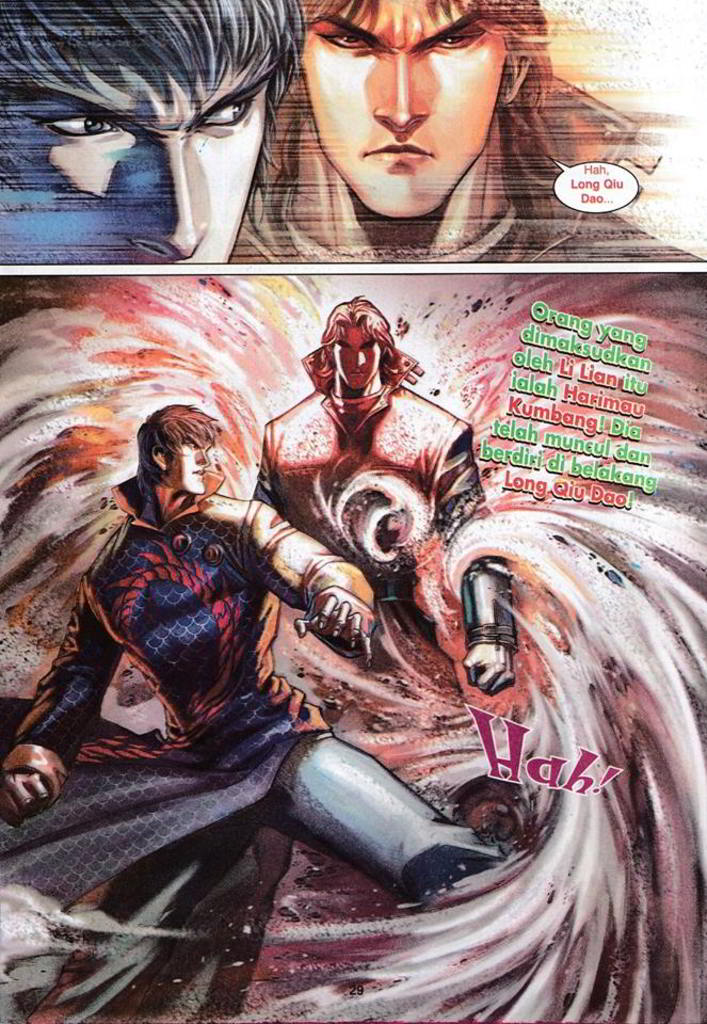 Hah,
Long Qiu
Dao...
Orang yang
dimaksudkan
oleh Li Lian itu
ialah Harimau
Kumbang! Dia
telah muncul dan
berdiri di belakang
Long Qiu Dao!
Hah!
29